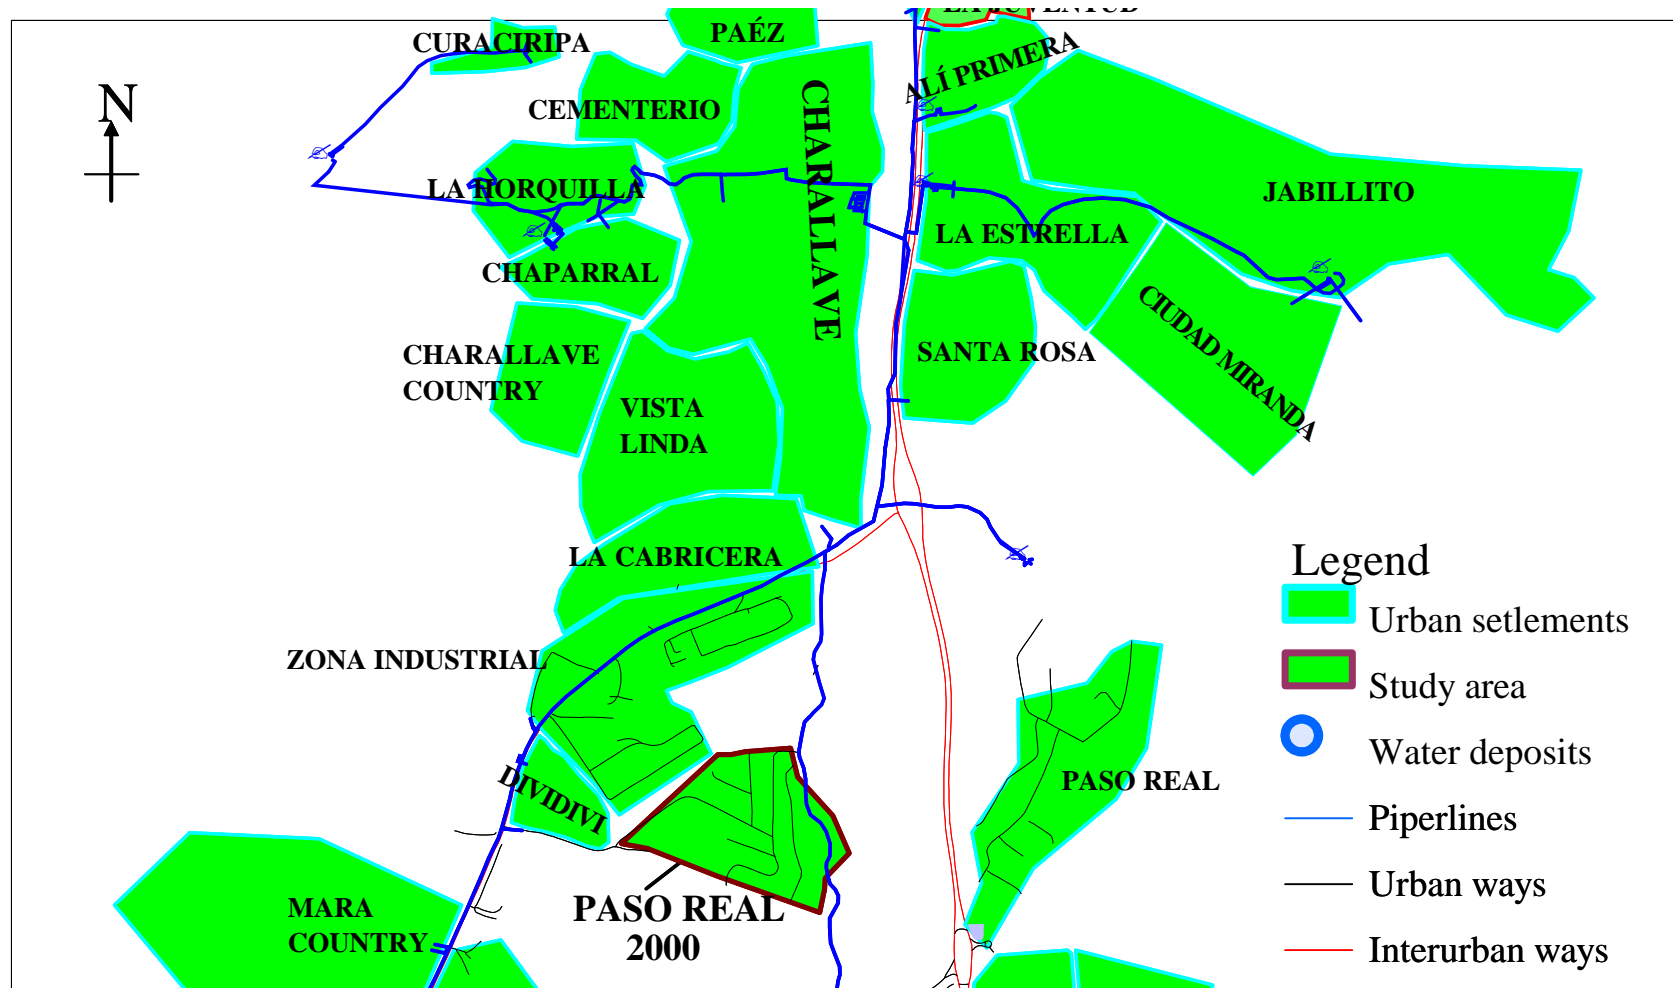 LA JUVENTUD
PAÉZ
CURACIRIPA
ALÍ PRIMERA
N
CEMENTERIO
CHARALLAVE
LA HORQUILLA
JABILLITO
LA ESTRELLA
CHAPARRAL
CIUDAD MIRANDA
CHARALLAVE
COUNTRY
SANTA ROSA
VISTA
LINDA
LA CABRICERA
Legend
Urban setlements
ZONA INDUSTRIAL
Study area
Water deposits
DIVIDIVI
PASO REAL
Piperlines
Urban ways
PASO REAL
2000
MARA
COUNTRY
Interurban ways